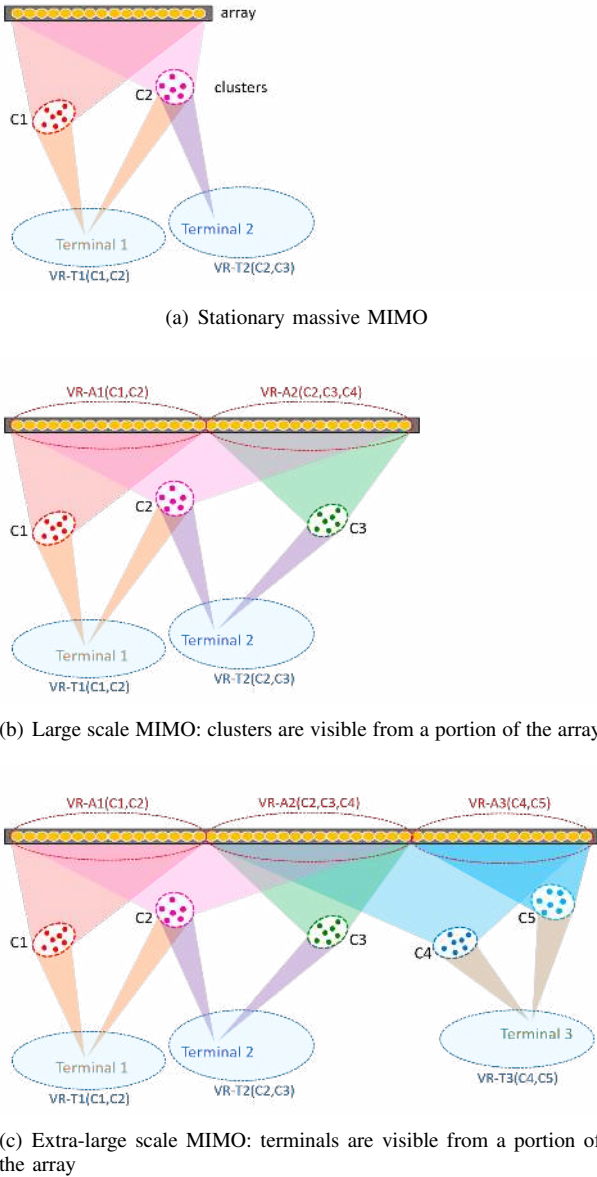 array
C2
clusters
C1
Terminal 1
Terminal 2
VR-T1(C1,C2)
VR-T2(C2,C3)
(a) Stationary massive MIMO
VR-A1(C1,C2)
VR-A2(C2,C3,C4)
C2
C1
C3
Terminal 1
Terminal 2
VR-T1(C1,C2)
VR-T2(C2,C3)
(b) Large scale MIMO: clusters are visible from a portion of the array
VR-A1(C1,C2)
VR-A2(C2,C3,C4)
VR-A3(C4,C5)
C2
C5
C1
C3
C4
Terminal 1
Terminal 2
Terminal 3
VR-T1(C1,C2)
VR-T2(C2,C3)
VR-T3(C4,C5)
(c) Extra-large scale MIMO: terminals are visible from a portion of
the array